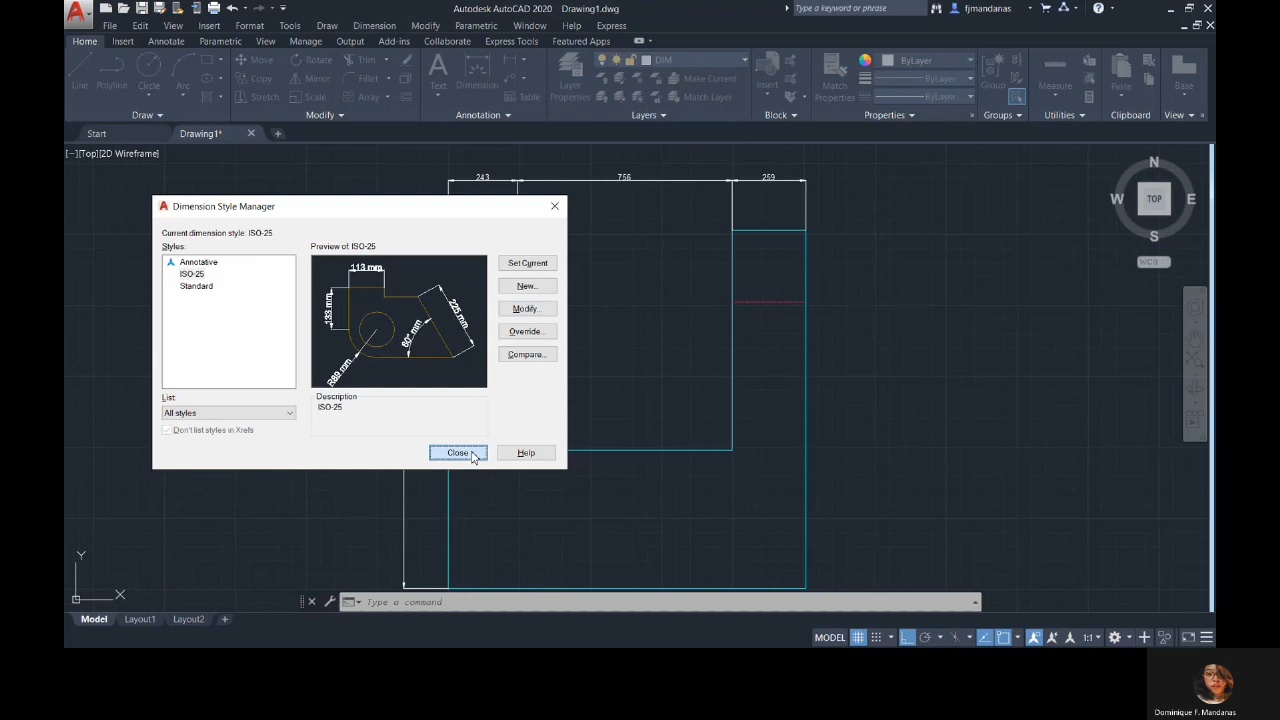 Autodesk AutoCAD 2020 Drawing1.dwg
Type a keyword or phrase
fjmandanas
File Edit View Insert Format Tools Draw Dimension Modify Parametric Window Help Express
Home Insert Annotate Parametric View Manage Output Add-ins Collaborate Express Tools Featured Apps
Line Polyline Circle Arc
Move Rotate Trim
Copy Mirror Fillet
Stretch Scale Array
Text Dimension Table
Layer Properties
DIM
Make Current
Match Layer
Insert
Match Properties
ByLayer
ByLayer
ByLayer
Group
Measure
Paste
Base
Draw Modify Annotation Layers Block Properties Groups Utilities Clipboard View
Start Drawing1*
[−][Top][2D Wireframe]
243 756 259
N
W TOP E
S
WCS
Dimension Style Manager
Current dimension style: ISO-25
Styles:
Annotative
ISO-25
Standard
Preview of: ISO-25
113 mm
133 mm
225 mm
60° mm
R89 mm
Set Current
New...
Modify...
Override...
Compare...
List:
All styles
Don't list styles in Xrefs
Description
ISO-25
Close Help
Y
X
Type a command
Model Layout1 Layout2
MODEL 1:1
Dominique F. Mandanas